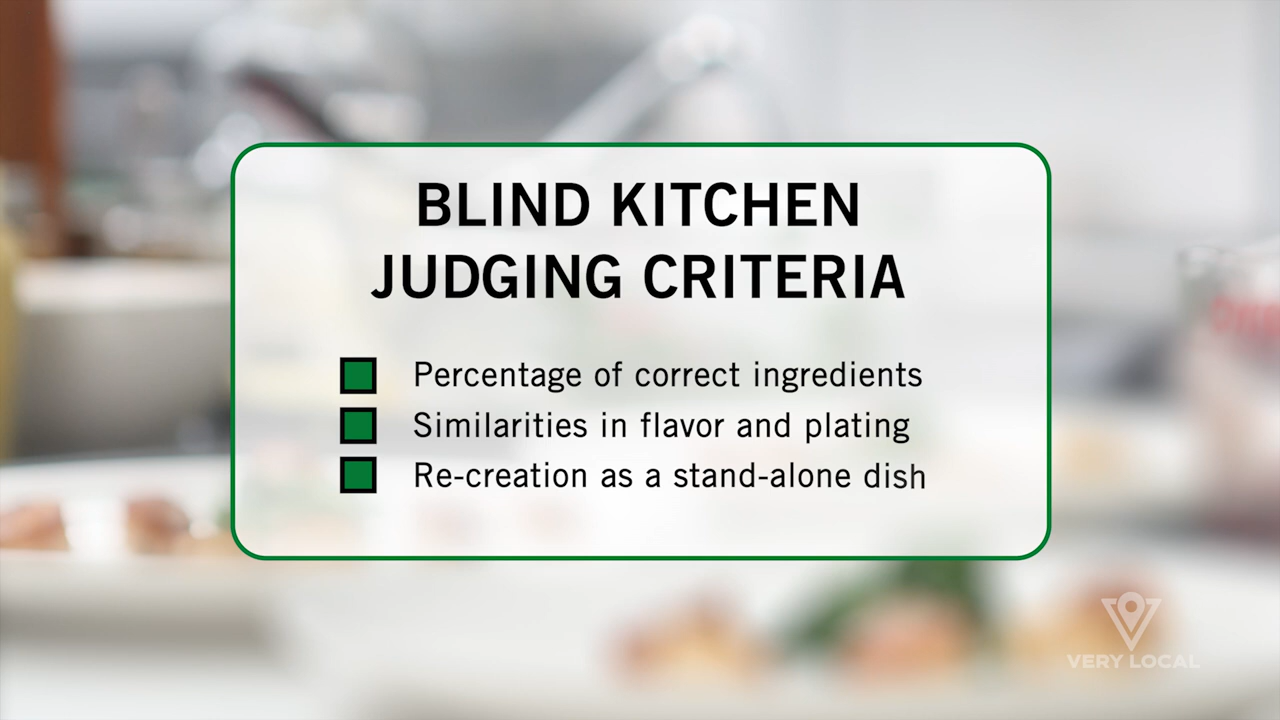 BLIND KITCHEN
JUDGING CRITERIA
Percentage of correct ingredients
Similarities in flavor and plating
Re-creation as a stand-alone dish
VERY LOCAL